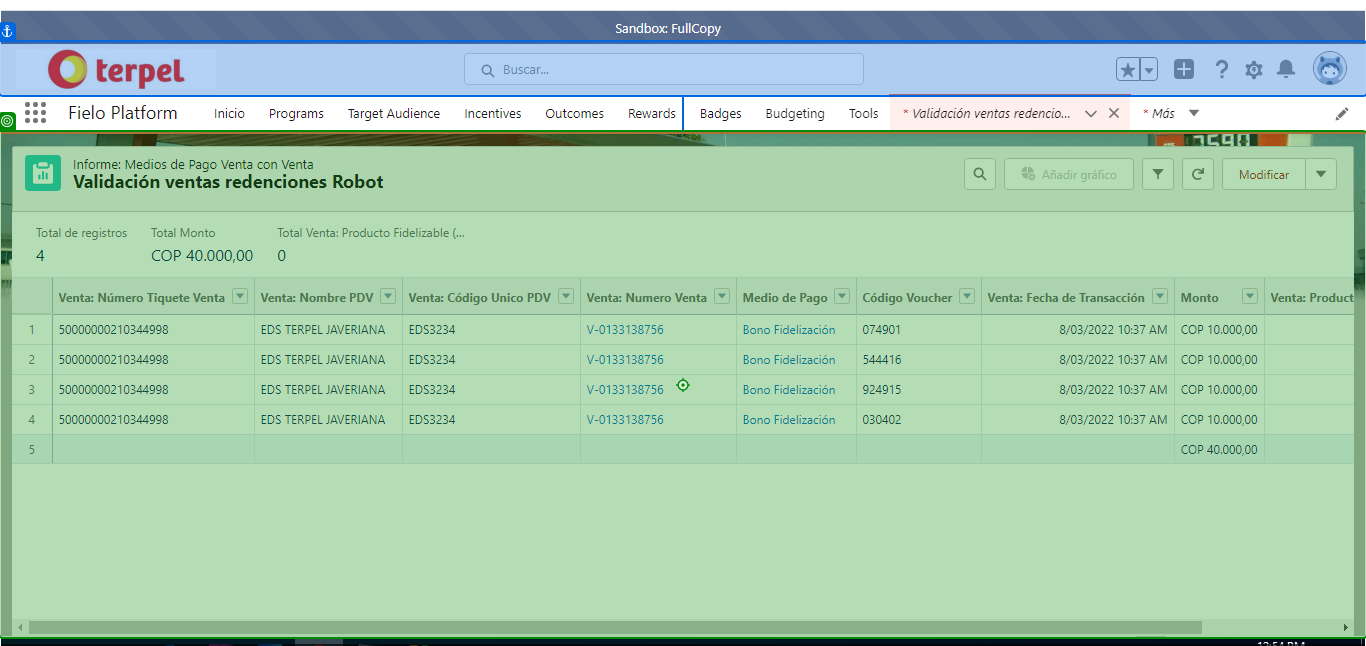 Sandbox: FullCopy
terpel
Buscar...
Fielo Platform Inicio Programs Target Audience Incentives Outcomes Rewards Badges Budgeting Tools * Validación ventas redencio... * Más
Informe: Medios de Pago Venta con Venta
Validación ventas redenciones Robot
Añadir gráfico Modificar
Total de registros Total Monto Total Venta: Producto Fidelizable (...
4 COP 40.000,00 0
Venta: Número Tiquete Venta Venta: Nombre PDV Venta: Código Unico PDV Venta: Numero Venta Medio de Pago Código Voucher Venta: Fecha de Transacción Monto Venta: Product
1 50000000210344998 EDS TERPEL JAVERIANA EDS3234 V-0133138756 Bono Fidelización 074901 8/03/2022 10:37 AM COP 10.000,00
2 50000000210344998 EDS TERPEL JAVERIANA EDS3234 V-0133138756 Bono Fidelización 544416 8/03/2022 10:37 AM COP 10.000,00
3 50000000210344998 EDS TERPEL JAVERIANA EDS3234 V-0133138756 Bono Fidelización 924915 8/03/2022 10:37 AM COP 10.000,00
4 50000000210344998 EDS TERPEL JAVERIANA EDS3234 V-0133138756 Bono Fidelización 030402 8/03/2022 10:37 AM COP 10.000,00
5 COP 40.000,00